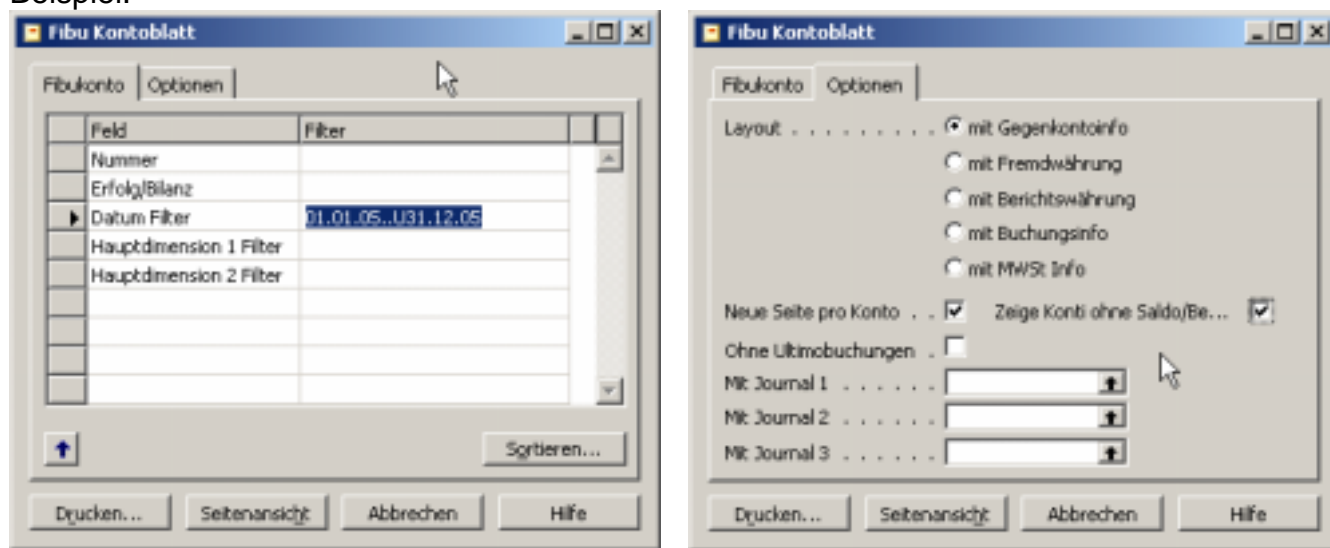 Beispiel:
Fibu Kontoblatt
Fibukonto Optionen
Feld Filter
Nummer
Erfolg/Bilanz
Datum Filter 01.01.05..U31.12.05
Hauptdimension 1 Filter
Hauptdimension 2 Filter
Sortieren...
Drucken... Seitenansicht Abbrechen Hilfe
Fibu Kontoblatt
Fibukonto Optionen
Layout . . . . . . . . . mit Gegenkontoinfo
mit Fremdwährung
mit Berichtswährung
mit Buchungsinfo
mit MWSt Info
Neue Seite pro Konto . . Zeige Konti ohne Saldo/Be...
Ohne Ultimobuchungen .
Mit Journal 1 . . . . . .
Mit Journal 2 . . . . . .
Mit Journal 3 . . . . . .
Drucken... Seitenansicht Abbrechen Hilfe